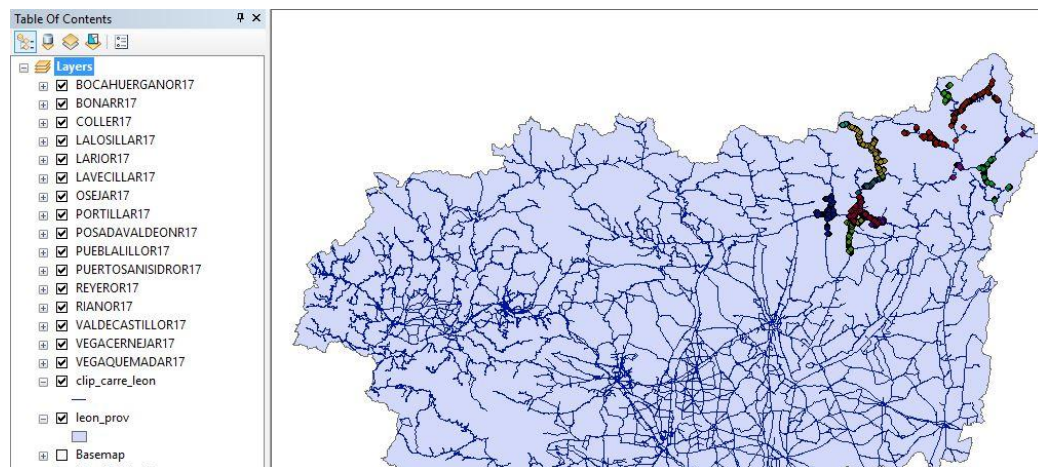 Table Of Contents
Layers
BOCAHUERGANOR17
BONARR17
COLLER17
LALOSILLAR17
LARIOR17
LAVECILLAR17
OSEJAR17
PORTILLAR17
POSADAVALDEONR17
PUEBLALILLOR17
PUERTOSANISIDROR17
REYEROR17
RIANOR17
VALDECASTILLOR17
VEGACERNEJAR17
VEGAQUEMADAR17
clip_carre_leon
leon_prov
Basemap